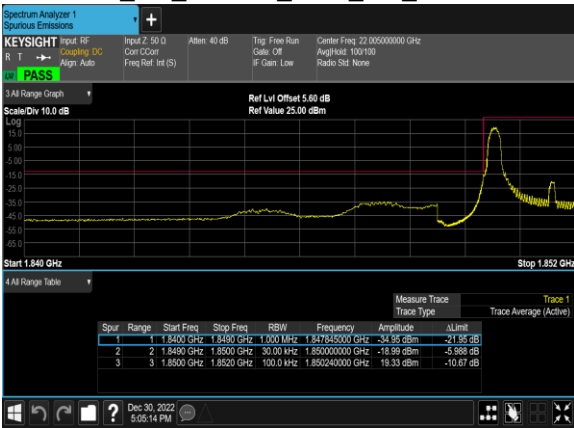 Spectrum Analyzer 1
Spurious Emissions
+
KEYSIGHT Input: RF Input Z: 50 Ω Atten: 40 dB Trig: Free Run Center Freq: 22.005000000 GHz
R T Coupling: DC Corr CCorr Gate: Off Avg|Hold: 100/100
Align: Auto Freq Ref: Int (S) IF Gain: Low Radio Std: None
PASS
3 All Range Graph
Ref Lvl Offset 5.60 dB
Scale/Div 10.0 dB Ref Value 25.00 dBm
Log
15.0
5.00
-5.00
-15.0
-25.0
-35.0
-45.0
-55.0
-65.0
Start 1.840 GHz Stop 1.852 GHz
4 All Range Table
Measure Trace Trace 1
Trace Type Trace Average (Active)
Spur Range Start Freq Stop Freq RBW Frequency Amplitude ΔLimit
1 1 1.8400 GHz 1.8490 GHz 1.000 MHz 1.847845000 GHz -34.95 dBm -21.95 dB
2 2 1.8490 GHz 1.8500 GHz 30.00 kHz 1.850000000 GHz -18.99 dBm -5.988 dB
3 3 1.8500 GHz 1.8520 GHz 100.0 kHz 1.850240000 GHz 19.33 dBm -10.67 dB
? Dec 30, 2022
5:05:14 PM